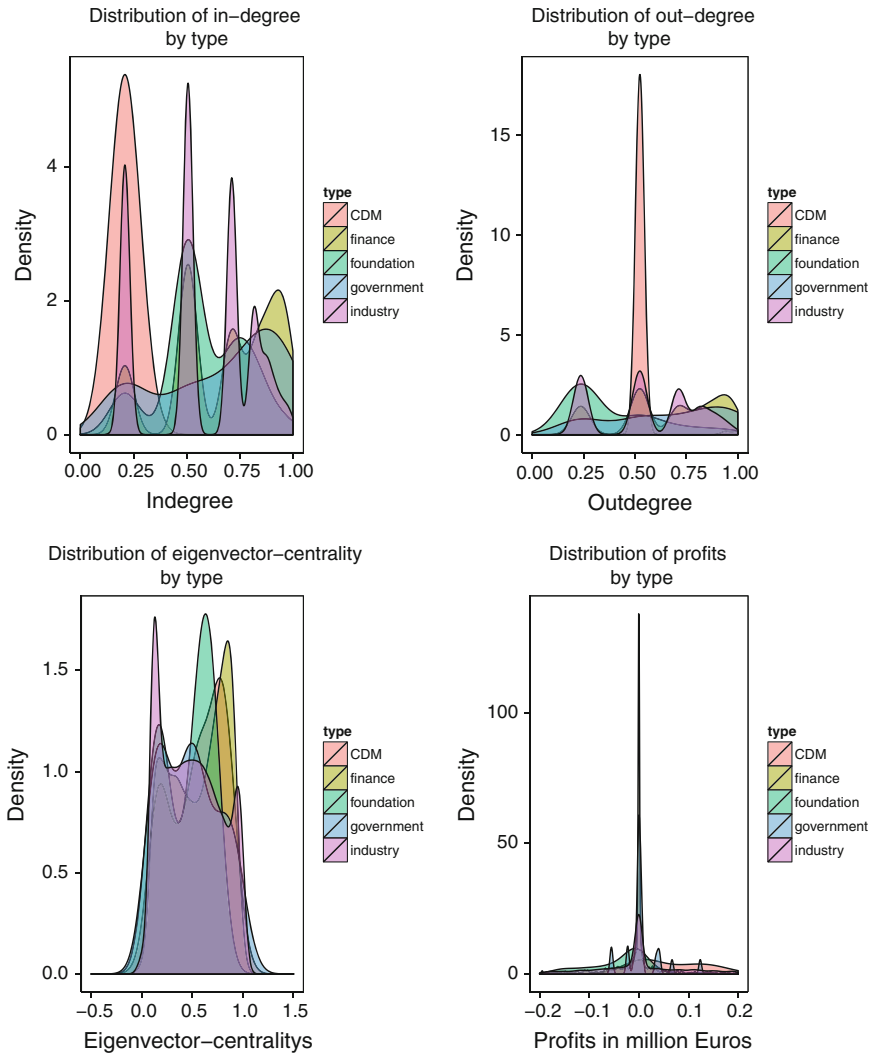 Distribution of in−degree
by type
Density
4
2
0
0.00 0.25 0.50 0.75 1.00
Indegree
type
CDM
finance
foundation
government
industry
Distribution of out−degree
by type
Density
15
10
5
0
0.00 0.25 0.50 0.75 1.00
Outdegree
type
CDM
finance
foundation
government
industry
Distribution of eigenvector−centrality
by type
Density
1.5
1.0
0.5
0.0
−0.5 0.0 0.5 1.0 1.5
Eigenvector−centralitys
type
CDM
finance
foundation
government
industry
Distribution of profits
by type
Density
100
50
0
−0.2 −0.1 0.0 0.1 0.2
Profits in million Euros
type
CDM
finance
foundation
government
industry